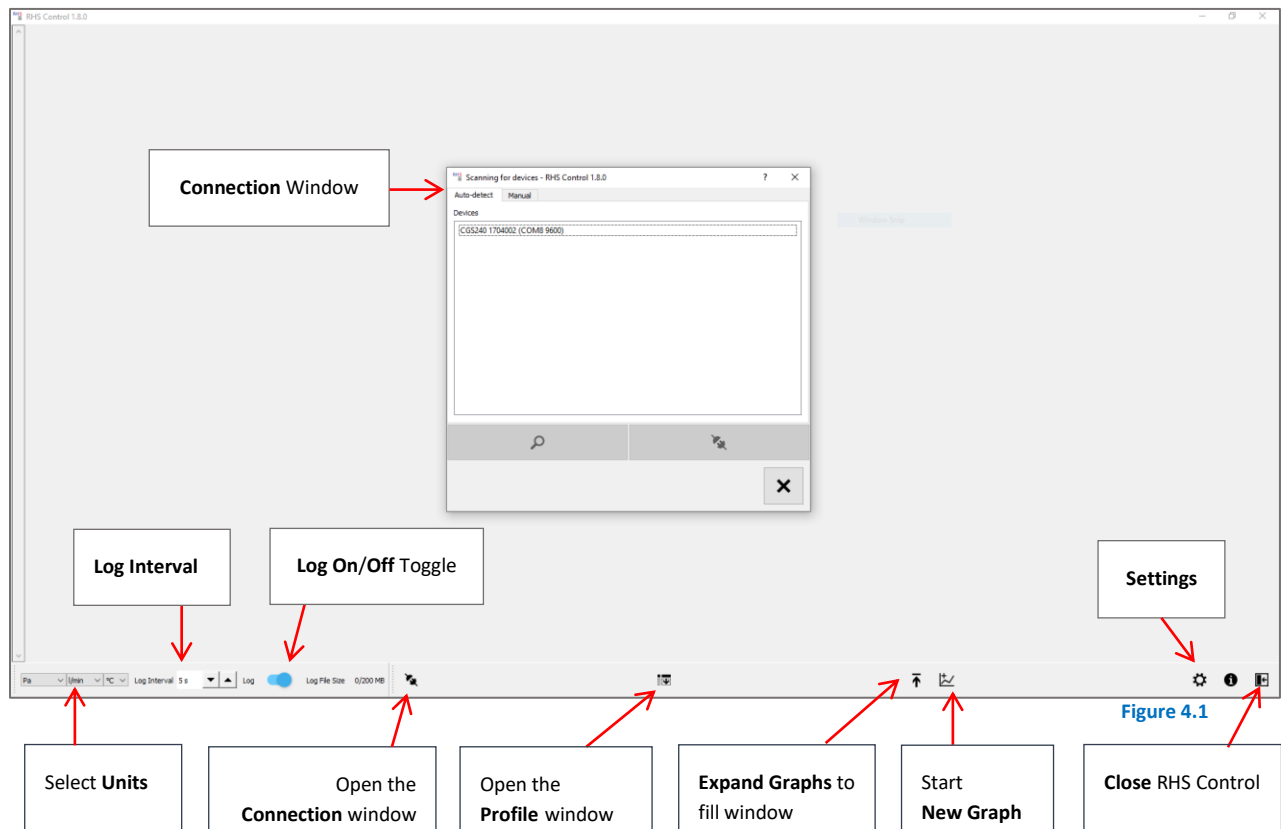 RHS Control 1.8.0
Connection Window
Scanning for devices - RHS Control 1.8.0
?
Auto-detect Manual
Devices
CGS240 1704002 (COM8 9600)
Window Snip
Log Interval
Log On/Off Toggle
Settings
Pa l/min °C Log Interval 5 s Log Log File Size 0/200 MB
Figure 4.1
Select Units
Open the
Connection window
Open the
Profile window
Expand Graphs to
fill window
Start
New Graph
Close RHS Control